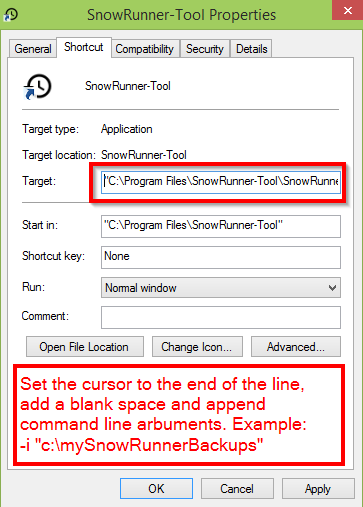 SnowRunner-Tool Properties
General Shortcut Compatibility Security Details
SnowRunner-Tool
Target type: Application
Target location: SnowRunner-Tool
Target: "C:\Program Files\SnowRunner-Tool\SnowRunne
Start in: "C:\Program Files\SnowRunner-Tool"
Shortcut key: None
Run: Normal window
Comment:
Open File Location Change Icon... Advanced...
Set the cursor to the end of the line,
add a blank space and append
command line arbuments. Example:
-i "c:\mySnowRunnerBackups"
OK Cancel Apply